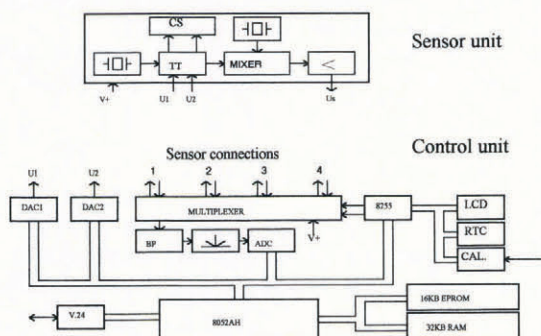 CS
Sensor unit
TT
MIXER
<
V+
U1
U2
Us
Sensor connections
Control unit
U1
U2
1
2
3
4
DAC1
DAC2
MULTIPLEXER
8255
LCD
RTC
CAL.
V+
BP
ADC
V.24
8052AH
16KB EPROM
32KB RAM